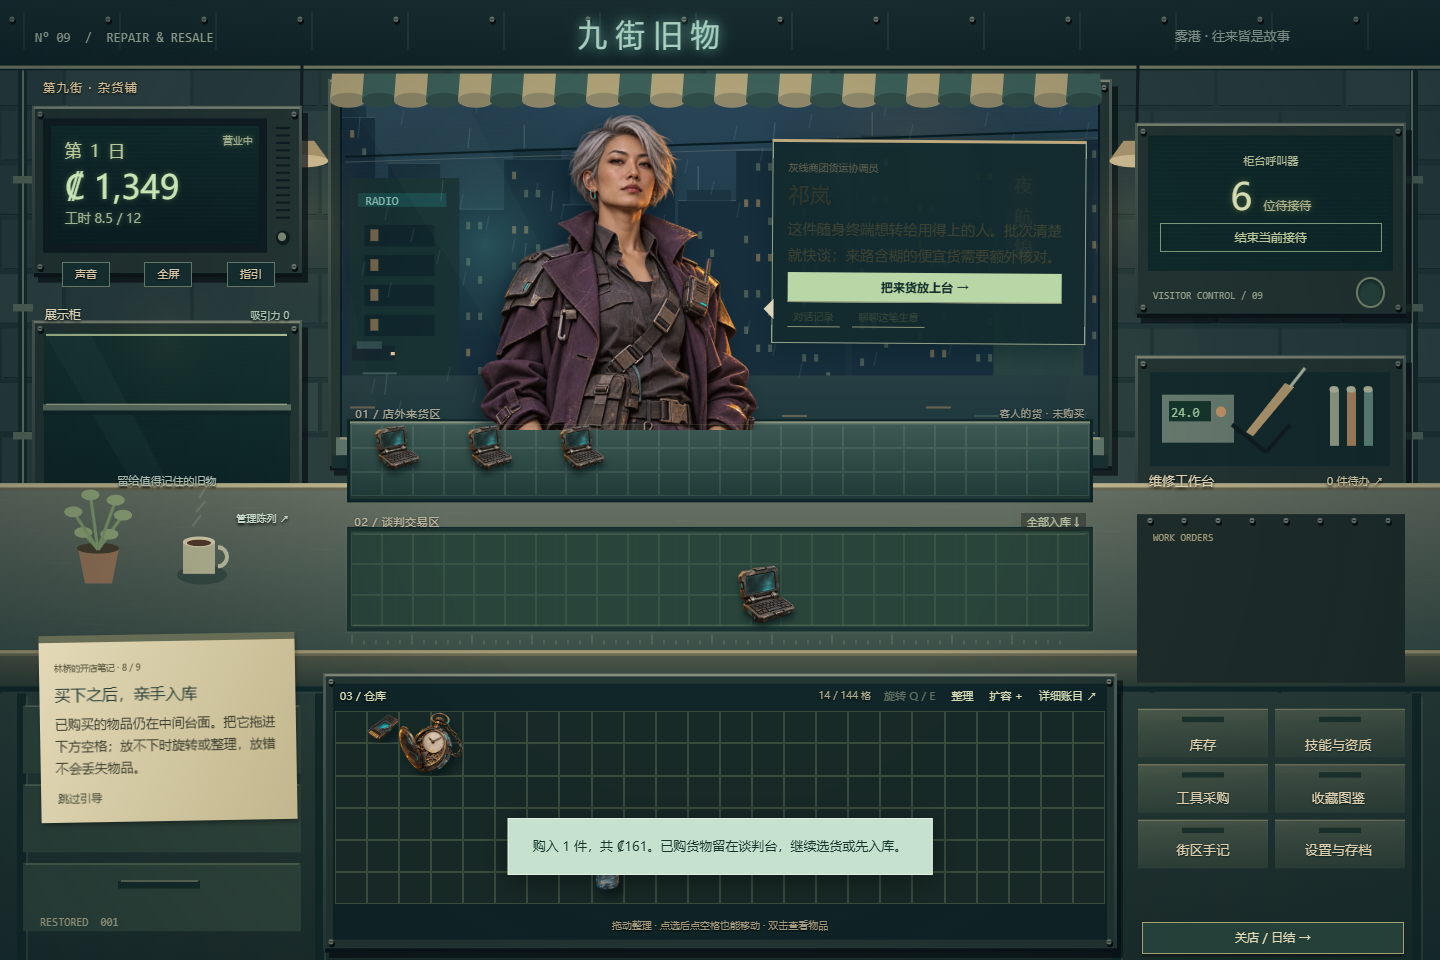 Nº 09 / REPAIR & RESALE
九街旧物
雾港 · 往来皆是故事
第九街 · 杂货铺
第 1 日
营业中
₡ 1,349
工时 8.5 / 12
声音
全屏
指引
展示柜
吸引力 0
留给值得记住的旧物
管理陈列 ↗
RADIO
灰线商团货运协调员
祁岚
夜航
这件随身终端想转给用得上的人。批次清楚
就快谈；来路含糊的便宜货需要额外核对。
把来货放上台 →
对话记录
聊聊这笔生意
01 / 店外来货区
客人的货 · 未购买
02 / 谈判交易区
全部入库 ↓
柜台呼叫器
6 位待接待
结束当前接待
VISITOR CONTROL / 09
24.0
维修工作台
0 件待办 ↗
WORK ORDERS
林桥的开店笔记 · 8 / 9
买下之后，亲手入库
已购买的物品仍在中间台面。把它拖进
下方空格；放不下时旋转或整理，放错
不会丢失物品。
跳过引导
RESTORED 001
03 / 仓库
14 / 144 格
旋转 Q / E
整理
扩容 +
详细账目 ↗
购入 1 件，共 ₡161。已购货物留在谈判台，继续选货或先入库。
拖动整理 · 点选后点空格也能移动 · 双击查看物品
库存
技能与资质
工具采购
收藏图鉴
街区手记
设置与存档
关店 / 日结 →